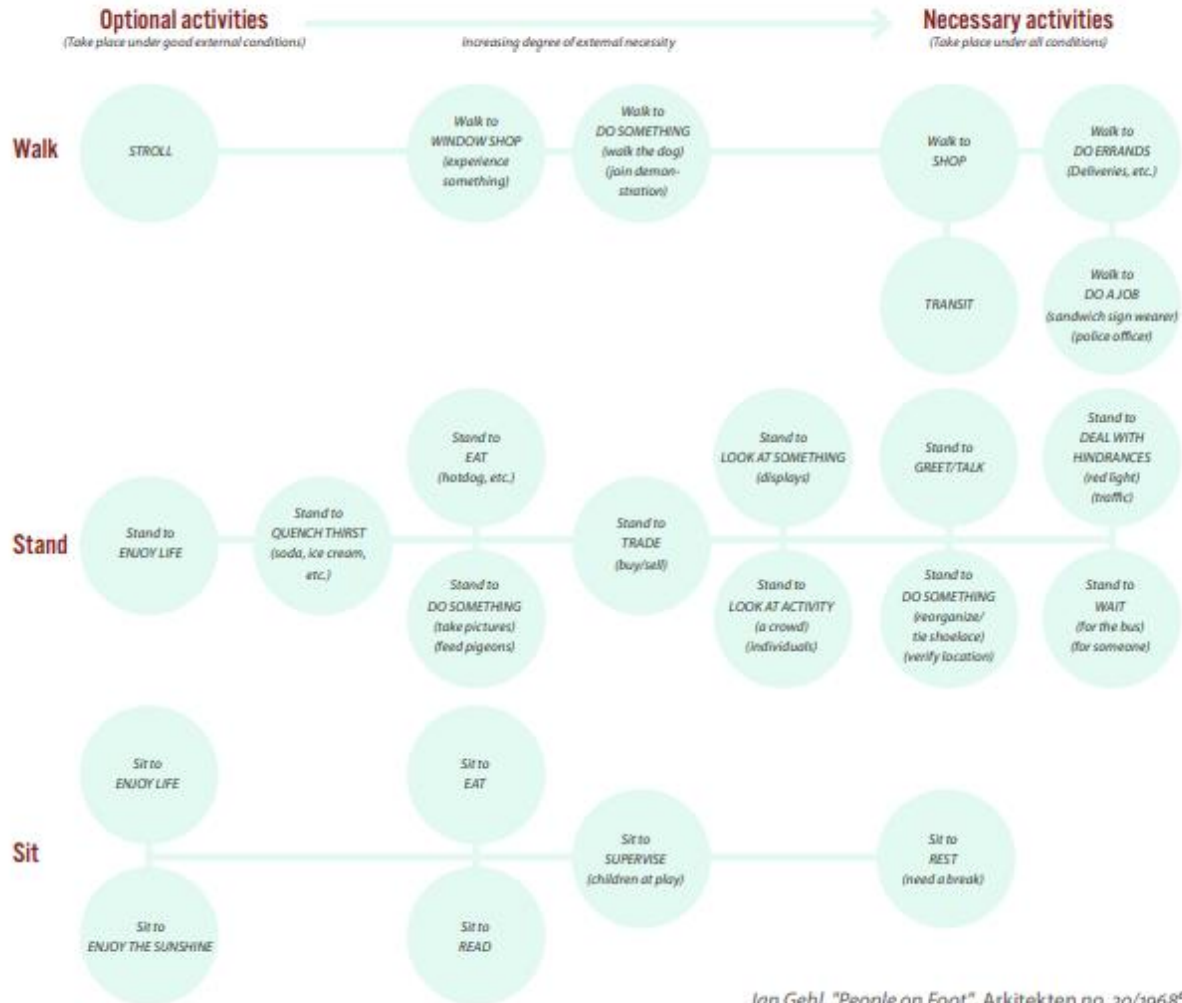 Optional activities
(Take place under good external conditions)
Increasing degree of external necessity
Necessary activities
(Take place under all conditions)
Walk
STROLL
Walk to
WINDOW SHOP
(experience
something)
Walk to
DO SOMETHING
(walk the dog)
(join demon-
stration)
Walk to
SHOP
Walk to
DO ERRANDS
(Deliveries, etc.)
TRANSIT
Walk to
DO A JOB
(sandwich sign wearer)
(police officer)
Stand
Stand to
ENJOY LIFE
Stand to
QUENCH THIRST
(soda, ice cream,
etc.)
Stand to
EAT
(hotdog, etc.)
Stand to
DO SOMETHING
(take pictures)
(feed pigeons)
Stand to
TRADE
(buy/sell)
Stand to
LOOK AT SOMETHING
(displays)
Stand to
LOOK AT ACTIVITY
(a crowd)
(individuals)
Stand to
GREET/TALK
Stand to
DO SOMETHING
(reorganize/
tie shoelace)
(verify location)
Stand to
DEAL WITH
HINDRANCES
(red light)
(traffic)
Stand to
WAIT
(for the bus)
(for someone)
Sit
Sit to
ENJOY LIFE
Sit to
ENJOY THE SUNSHINE
Sit to
EAT
Sit to
READ
Sit to
SUPERVISE
(children at play)
Sit to
REST
(need a break)
Jan Gehl, "People on Foot", Arkitekten no. 20/1968